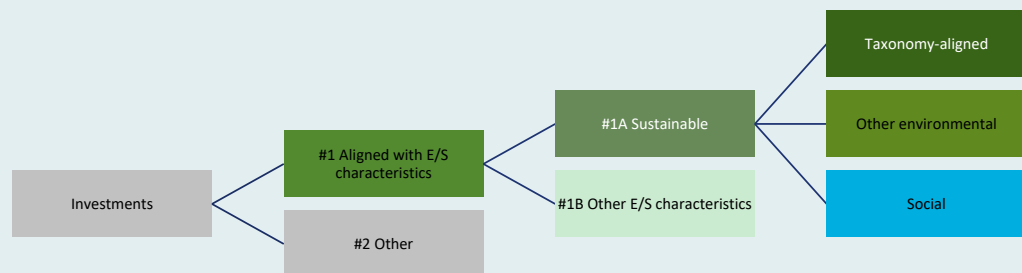 Investments
#1 Aligned with E/S
characteristics
#2 Other
#1A Sustainable
#1B Other E/S characteristics
Taxonomy-aligned
Other environmental
Social